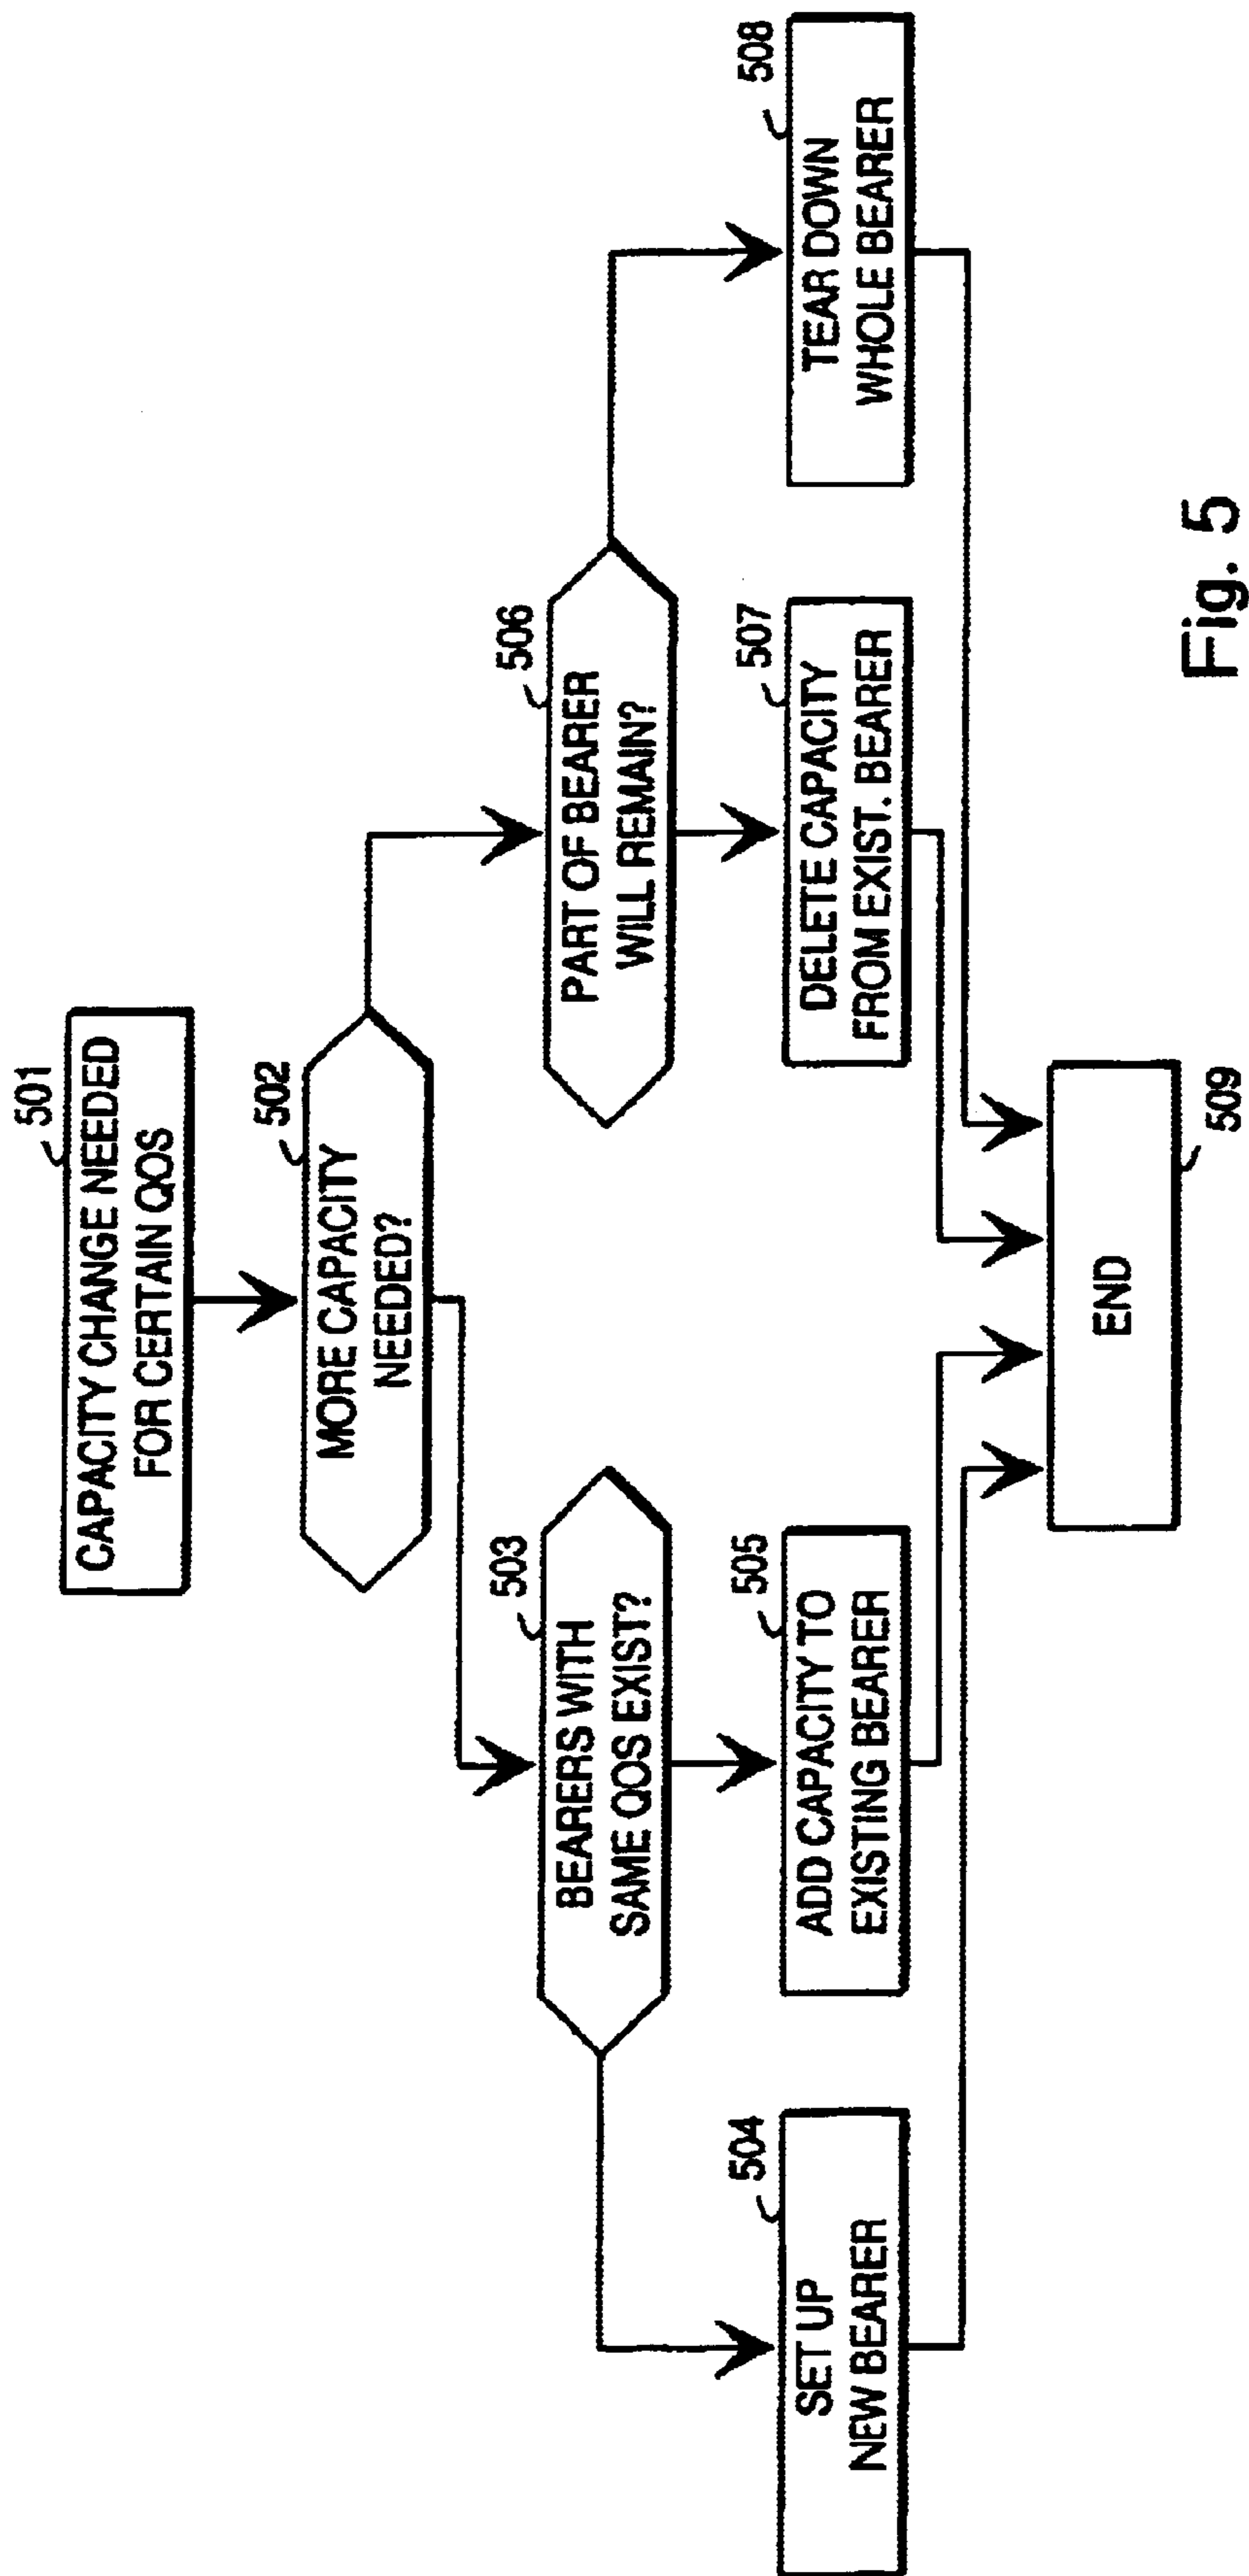 501
CAPACITY CHANGE NEEDED
FOR CERTAIN QOS
502
MORE CAPACITY
NEEDED?
503
BEARERS WITH
SAME QOS EXIST?
506
PART OF BEARER
WILL REMAIN?
504
SET UP
NEW BEARER
505
ADD CAPACITY TO
EXISTING BEARER
507
DELETE CAPACITY
FROM EXIST. BEARER
508
TEAR DOWN
WHOLE BEARER
END
509
Fig. 5